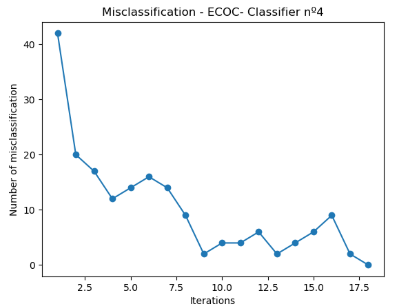 Misclassification - ECOC- Classifier nº4
Number of misclassification
40
30
20
10
0
2.5 5.0 7.5 10.0 12.5 15.0 17.5
Iterations